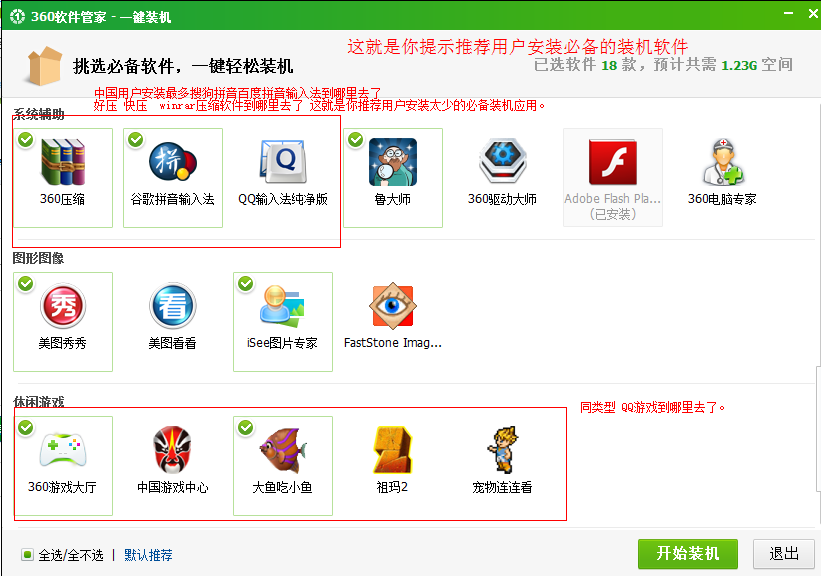 360软件管家 - 一键装机
这就是你提示推荐用户安装必备的装机软件
挑选必备软件，一键轻松装机
已选软件 18 款，预计共需 1.23G 空间
中国用户安装最多搜狗拼音百度拼音输入法到哪里去了
好压 快压 winrar压缩软件到哪里去了 这就是你推荐用户安装太少的必备装机应用。
系统辅助
360压缩
谷歌拼音输入法
QQ输入法纯净版
鲁大师
360驱动大师
Adobe Flash Pla...
（已安装）
360电脑专家
图形图像
美图秀秀
美图看看
iSee图片专家
FastStone Imag...
休闲游戏
同类型 QQ游戏到哪里去了。
360游戏大厅
中国游戏中心
大鱼吃小鱼
祖玛2
宠物连连看
全选/全不选 | 默认推荐
开始装机
退出